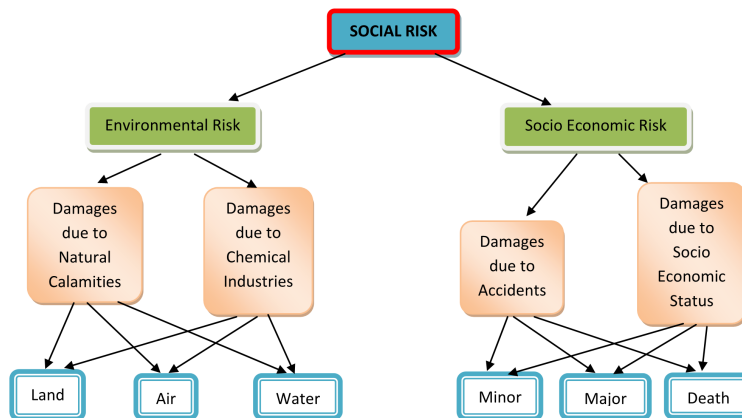 SOCIAL RISK
Environmental Risk
Socio Economic Risk
Damages
due to
Natural
Calamities
Damages
due to
Chemical
Industries
Damages
due to
Accidents
Damages
due to
Socio
Economic
Status
Land
Air
Water
Minor
Major
Death